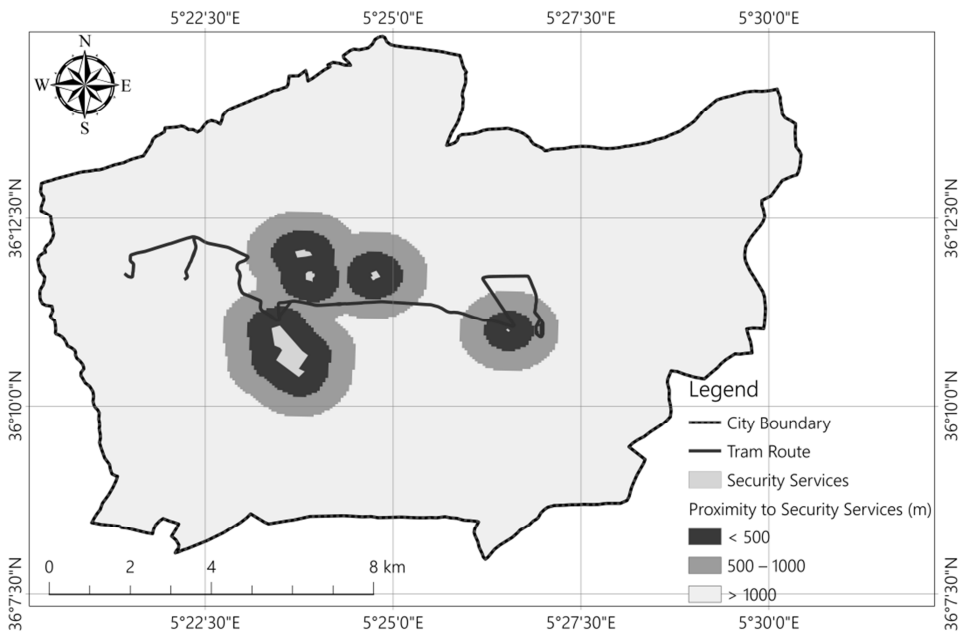 5°22'30"E 5°25'0"E 5°27'30"E 5°30'0"E
N
W E
S
36°12'30"N 36°12'30"N
36°10'0"N 36°10'0"N
36°7'30"N 36°7'30"N
Legend
City Boundary
Tram Route
Security Services
Proximity to Security Services (m)
< 500
500 – 1000
> 1000
0 2 4 8 km
5°22'30"E 5°25'0"E 5°27'30"E 5°30'0"E